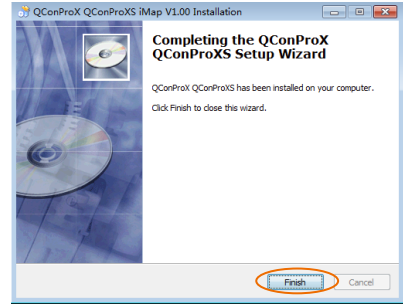 QConProX QConProXS iMap V1.00 Installation
Completing the QConProX
QConProXS Setup Wizard
QConProX QConProXS has been installed on your computer.
Click Finish to close this wizard.
Finish
Cancel